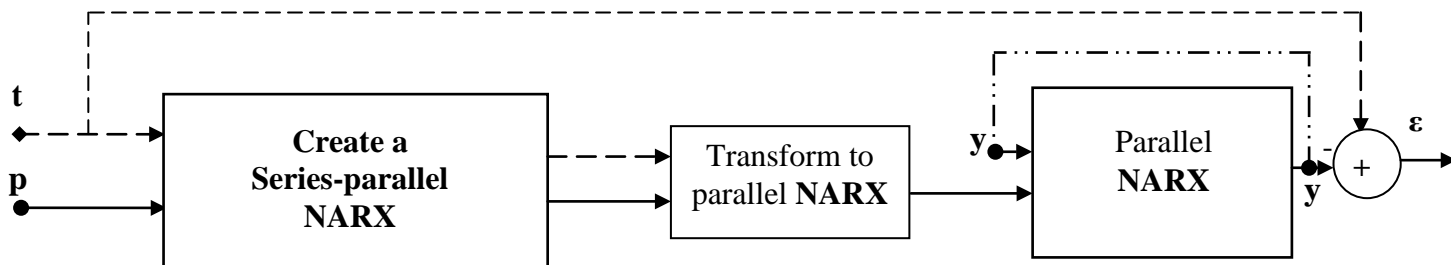 t
p
Create a
Series-parallel
NARX
Transform to
parallel NARX
y
Parallel
NARX
y
-
+
ε